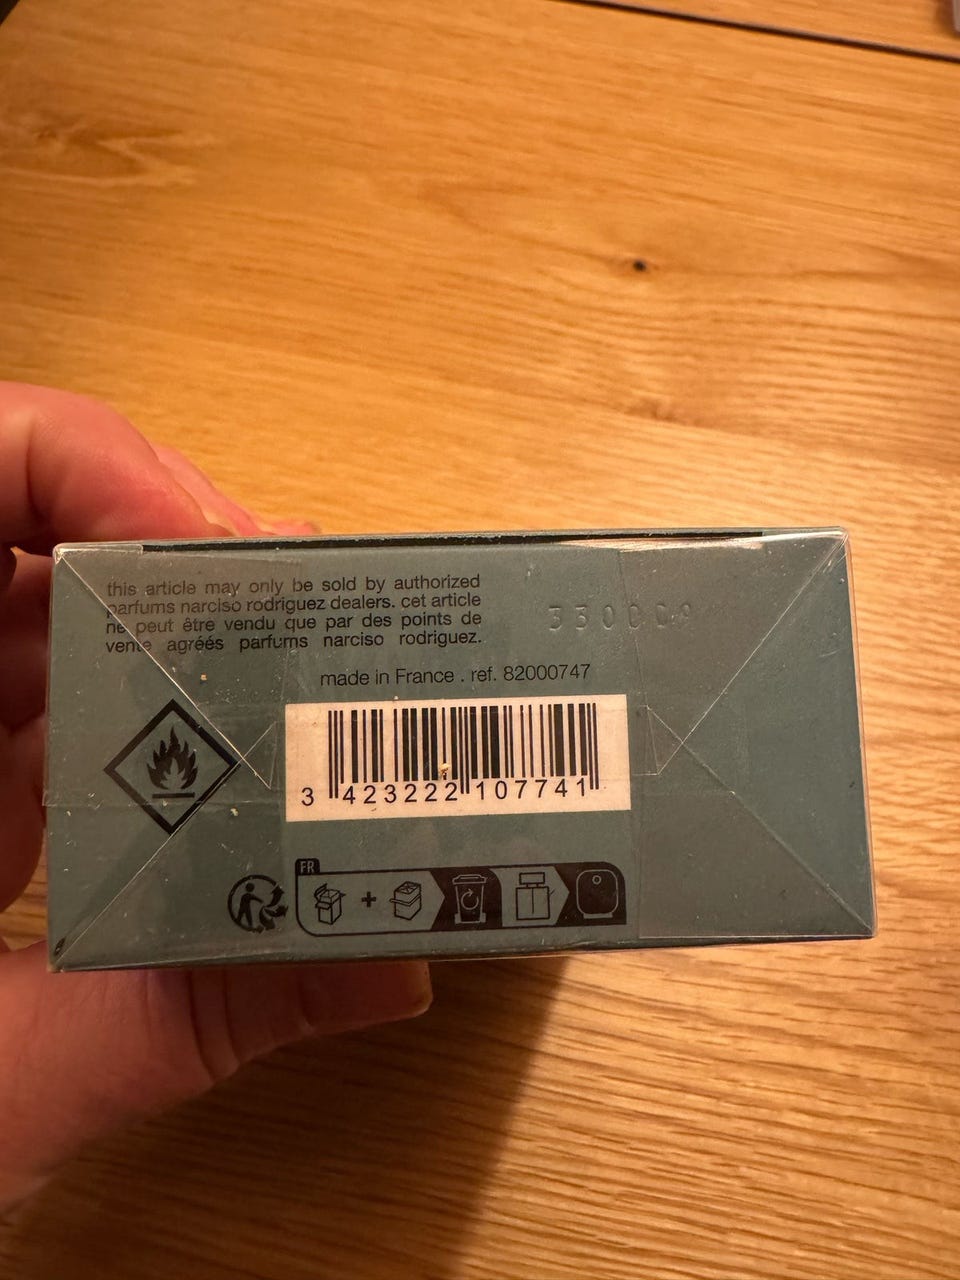 this article may only be sold by authorized
parfums narciso rodriguez dealers. cet article
ne peut être vendu que par des points de
vente agréés parfums narciso rodriguez.
made in France . ref. 82000747
3 423222 107741
FR